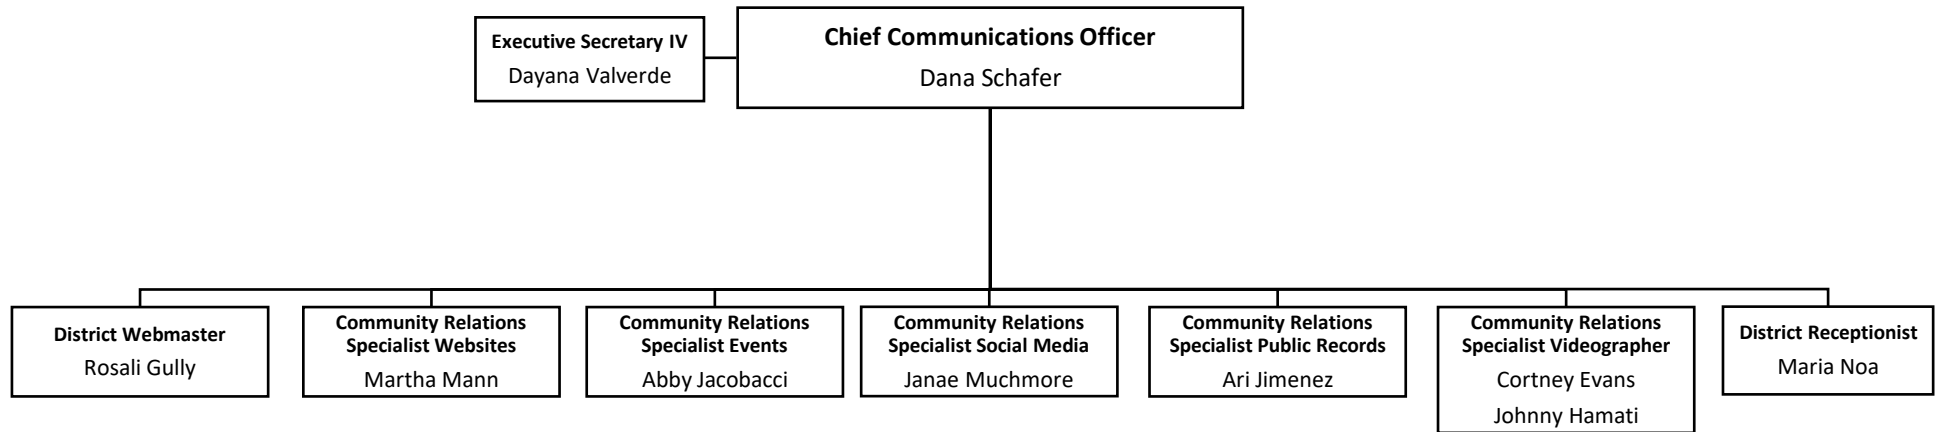 Executive Secretary IV
Dayana Valverde
Chief Communications Officer
Dana Schafer
District Webmaster
Rosali Gully
Community Relations
Specialist Websites
Martha Mann
Community Relations
Specialist Events
Abby Jacobacci
Community Relations
Specialist Social Media
Janae Muchmore
Community Relations
Specialist Public Records
Ari Jimenez
Community Relations
Specialist Videographer
Cortney Evans
Johnny Hamati
District Receptionist
Maria Noa